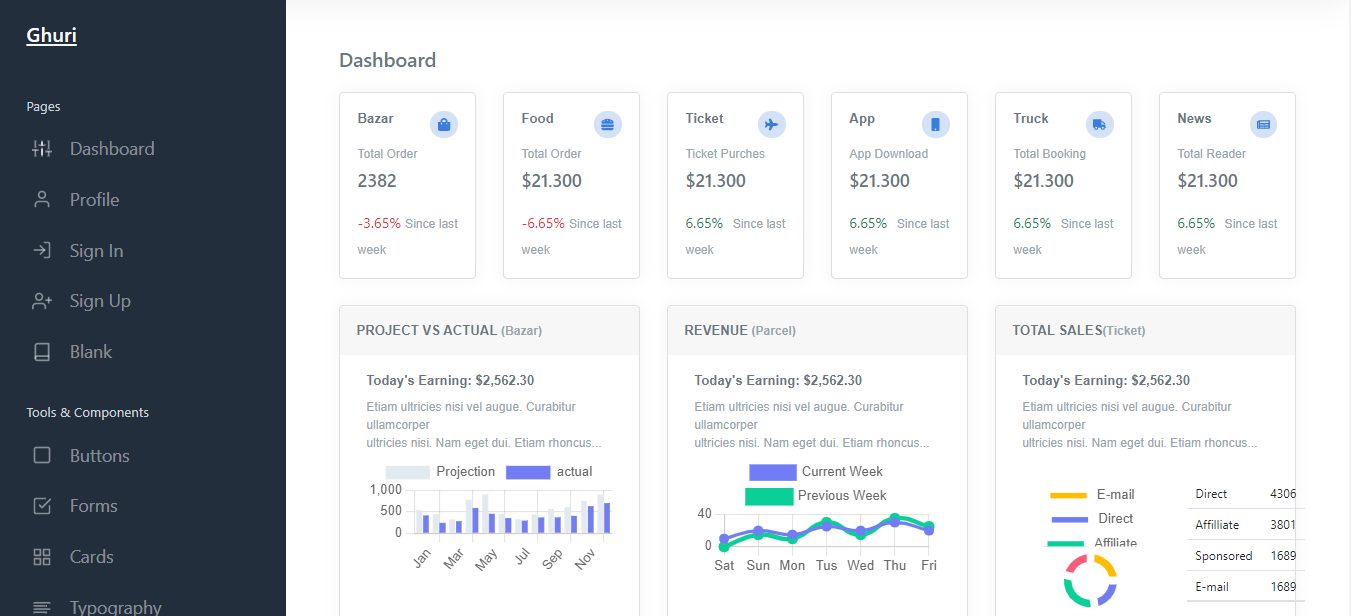 Ghuri
Pages
Dashboard
Profile
Sign In
Sign Up
Blank
Tools & Components
Buttons
Forms
Cards
Typography
Dashboard
Bazar
Total Order
2382
-3.65% Since last
week
Food
Total Order
$21.300
-6.65% Since last
week
Ticket
Ticket Purches
$21.300
6.65% Since last
week
App
App Download
$21.300
6.65% Since last
week
Truck
Total Booking
$21.300
6.65% Since last
week
News
Total Reader
$21.300
6.65% Since last
week
PROJECT VS ACTUAL (Bazar)
Today's Earning: $2,562.30
Etiam ultricies nisi vel augue. Curabitur
ullamcorper
ultricies nisi. Nam eget dui. Etiam rhoncus...
Projection actual
1,000
500
0
Jan Mar May Jul Sep Nov
REVENUE (Parcel)
Today's Earning: $2,562.30
Etiam ultricies nisi vel augue. Curabitur
ullamcorper
ultricies nisi. Nam eget dui. Etiam rhoncus...
Current Week
Previous Week
40
0
Sat Sun Mon Tus Wed Thu Fri
TOTAL SALES(Ticket)
Today's Earning: $2,562.30
Etiam ultricies nisi vel augue. Curabitur
ullamcorper
ultricies nisi. Nam eget dui. Etiam rhoncus...
E-mail
Direct
Affiliate
Direct 4306
Affilliate 3801
Sponsored 1689
E-mail 1689